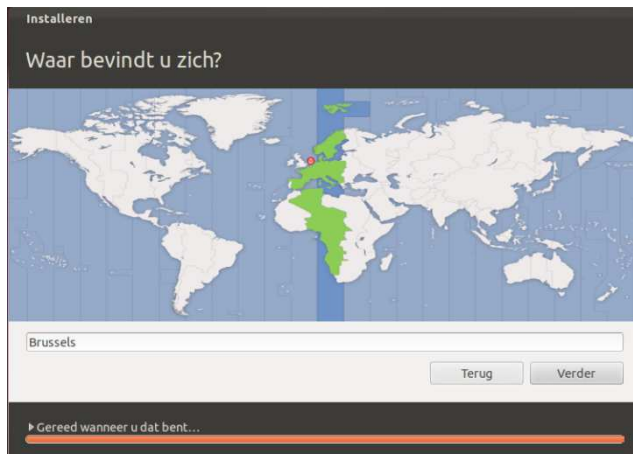 Installeren
Waar bevindt u zich?
Brussels
Terug Verder
Gereed wanneer u dat bent...